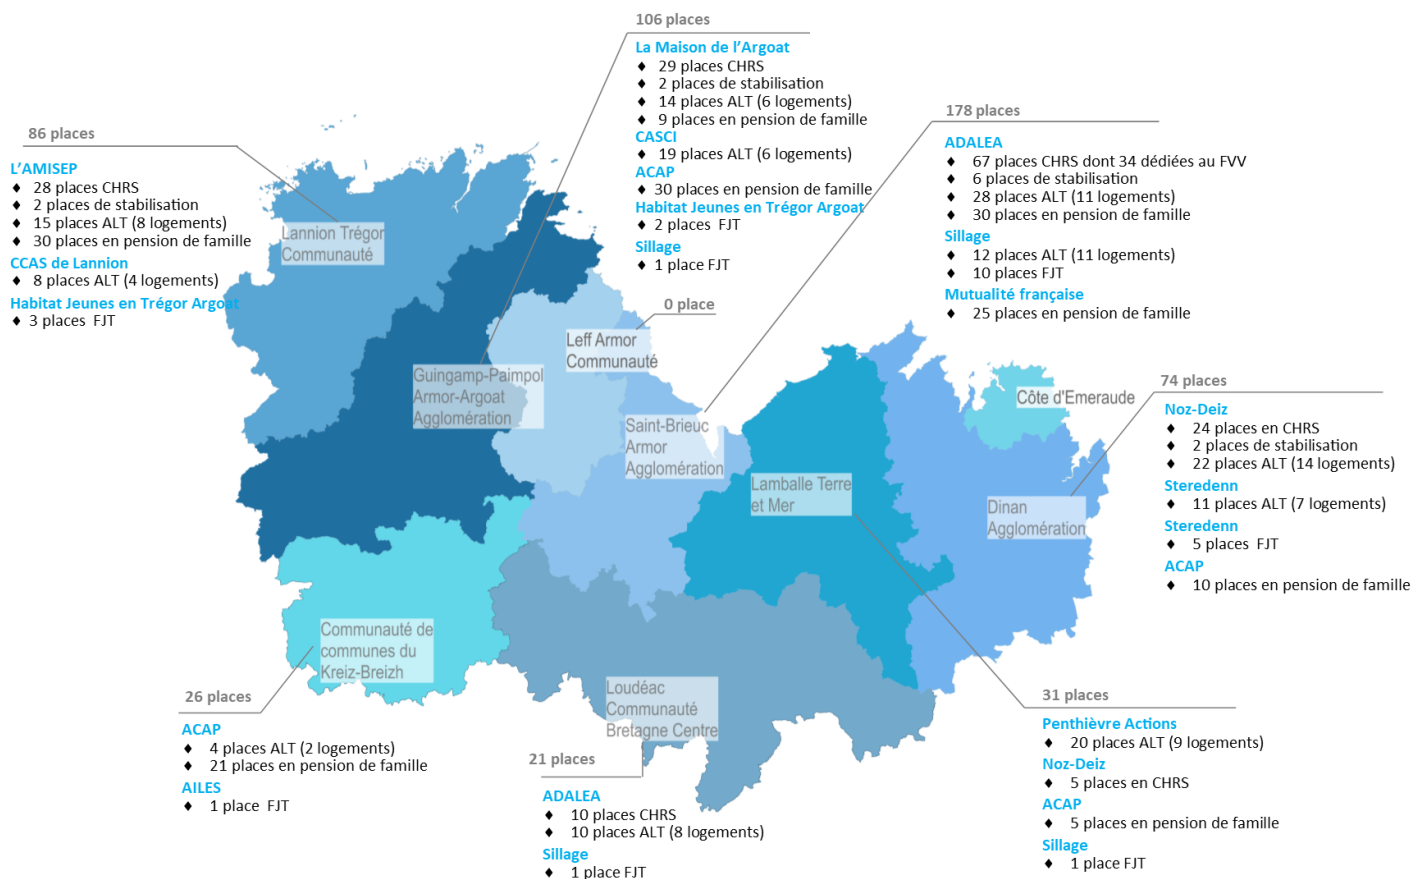 86 places
L’AMISEP
♦ 28 places CHRS
♦ 2 places de stabilisation
♦ 15 places ALT (8 logements)
♦ 30 places en pension de famille
CCAS de Lannion
♦ 8 places ALT (4 logements)
Habitat Jeunes en Trégor Argoat
♦ 3 places FJT
106 places
La Maison de l’Argoat
♦ 29 places CHRS
♦ 2 places de stabilisation
♦ 14 places ALT (6 logements)
♦ 9 places en pension de famille
CASCI
♦ 19 places ALT (6 logements)
ACAP
♦ 30 places en pension de famille
Habitat Jeunes en Trégor Argoat
♦ 2 places FJT
Sillage
♦ 1 place FJT
0 place
178 places
ADALEA
♦ 67 places CHRS dont 34 dédiées au FVV
♦ 6 places de stabilisation
♦ 28 places ALT (11 logements)
♦ 30 places en pension de famille
Sillage
♦ 12 places ALT (11 logements)
♦ 10 places FJT
Mutualité française
♦ 25 places en pension de famille
74 places
Noz-Deiz
♦ 24 places en CHRS
♦ 2 places de stabilisation
♦ 22 places ALT (14 logements)
Steredenn
♦ 11 places ALT (7 logements)
Steredenn
♦ 5 places FJT
ACAP
♦ 10 places en pension de famille
Lannion Trégor
Communauté
Leff Armor
Communauté
Guingamp-Paimpol
Armor-Argoat
Agglomération
Saint-Brieuc
Armor
Agglomération
Côte d'Emeraude
Lamballe Terre
et Mer
Dinan
Agglomération
Communauté de
communes du
Kreiz-Breizh
Loudéac
Communauté
Bretagne Centre
26 places
ACAP
♦ 4 places ALT (2 logements)
♦ 21 places en pension de famille
AILES
♦ 1 place FJT
21 places
ADALEA
♦ 10 places CHRS
♦ 10 places ALT (8 logements)
Sillage
♦ 1 place FJT
31 places
Penthièvre Actions
♦ 20 places ALT (9 logements)
Noz-Deiz
♦ 5 places en CHRS
ACAP
♦ 5 places en pension de famille
Sillage
♦ 1 place FJT